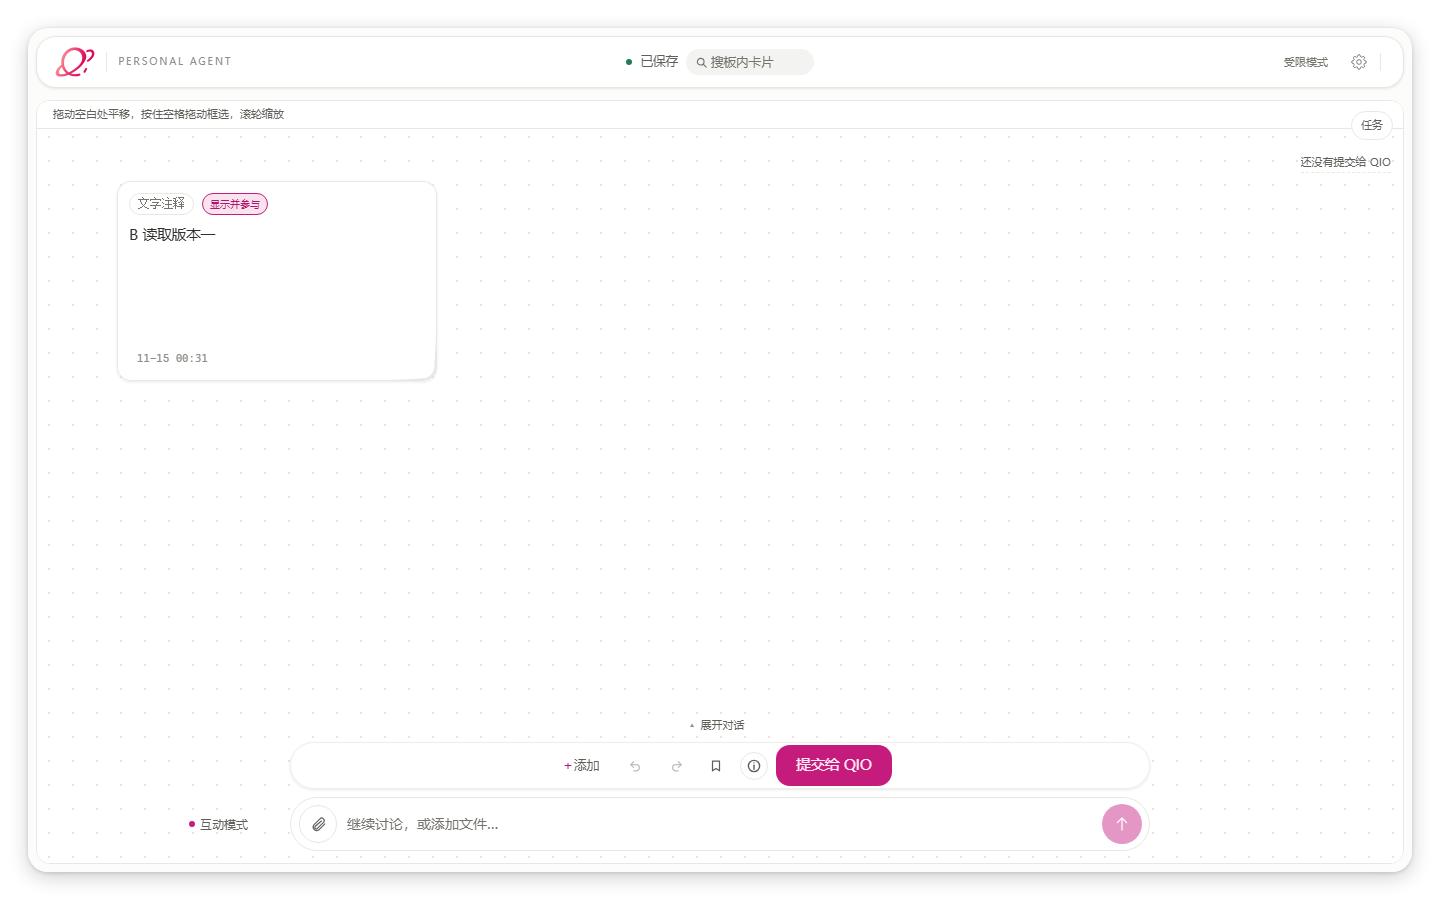 PERSONAL AGENT
已保存
搜板内卡片
受限模式
拖动空白处平移，按住空格拖动框选，滚轮缩放
任务
还没有提交给 QIO
文字注释
显示并参与
B 读取版本一
11-15 00:31
展开对话
+添加
提交给 QIO
互动模式
继续讨论，或添加文件...